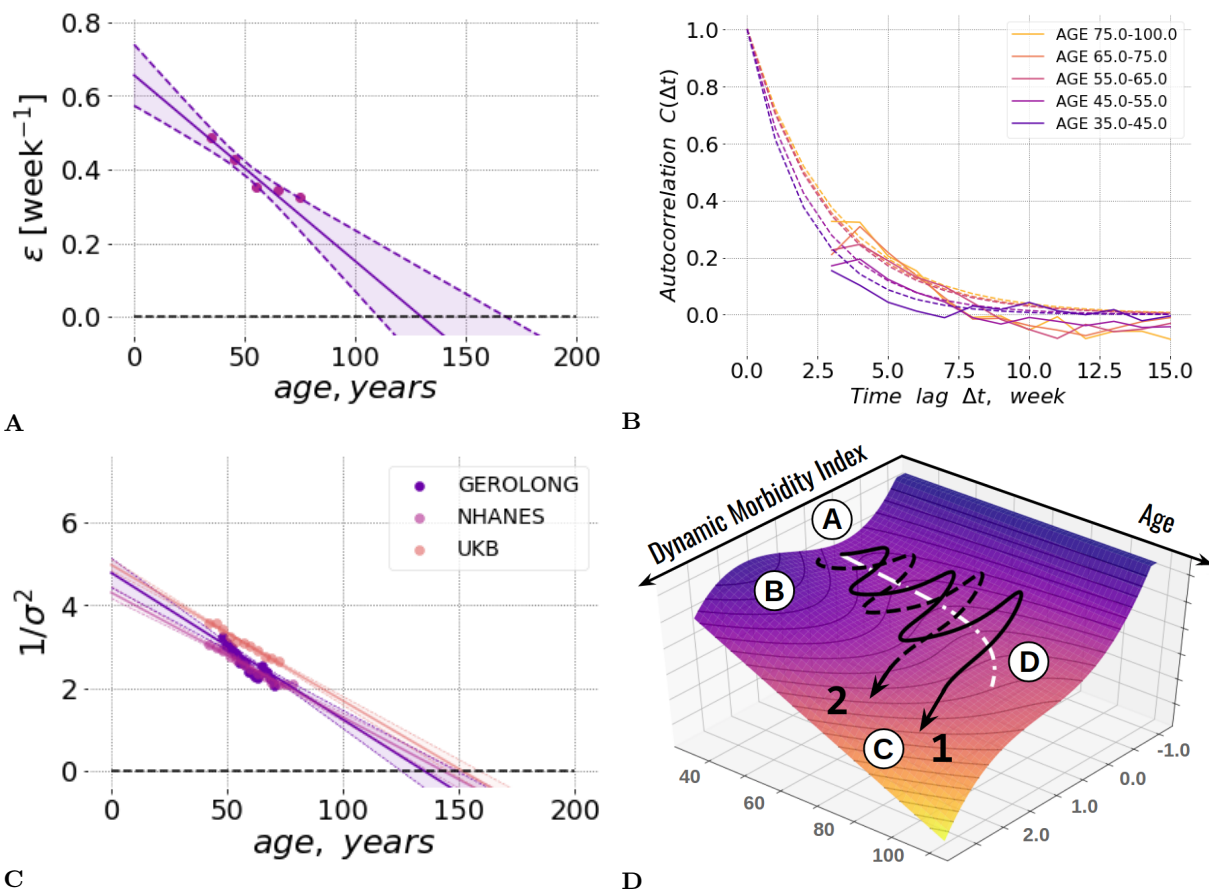 0.8
0.6
0.4
0.2
0.0
ε [week⁻¹]
0 50 100 150 200
age, years
A
1.0
0.8
0.6
0.4
0.2
0.0
Autocorrelation C(Δt)
AGE 75.0-100.0
AGE 65.0-75.0
AGE 55.0-65.0
AGE 45.0-55.0
AGE 35.0-45.0
0.0 2.5 5.0 7.5 10.0 12.5 15.0
Time lag Δt, week
B
6
4
2
0
1/σ²
GEROLONG
NHANES
UKB
0 50 100 150 200
age, years
C
Dynamic Morbidity Index
Age
A
B
D
C
2
1
40
60
80
100
-1.0
0.0
1.0
2.0
D